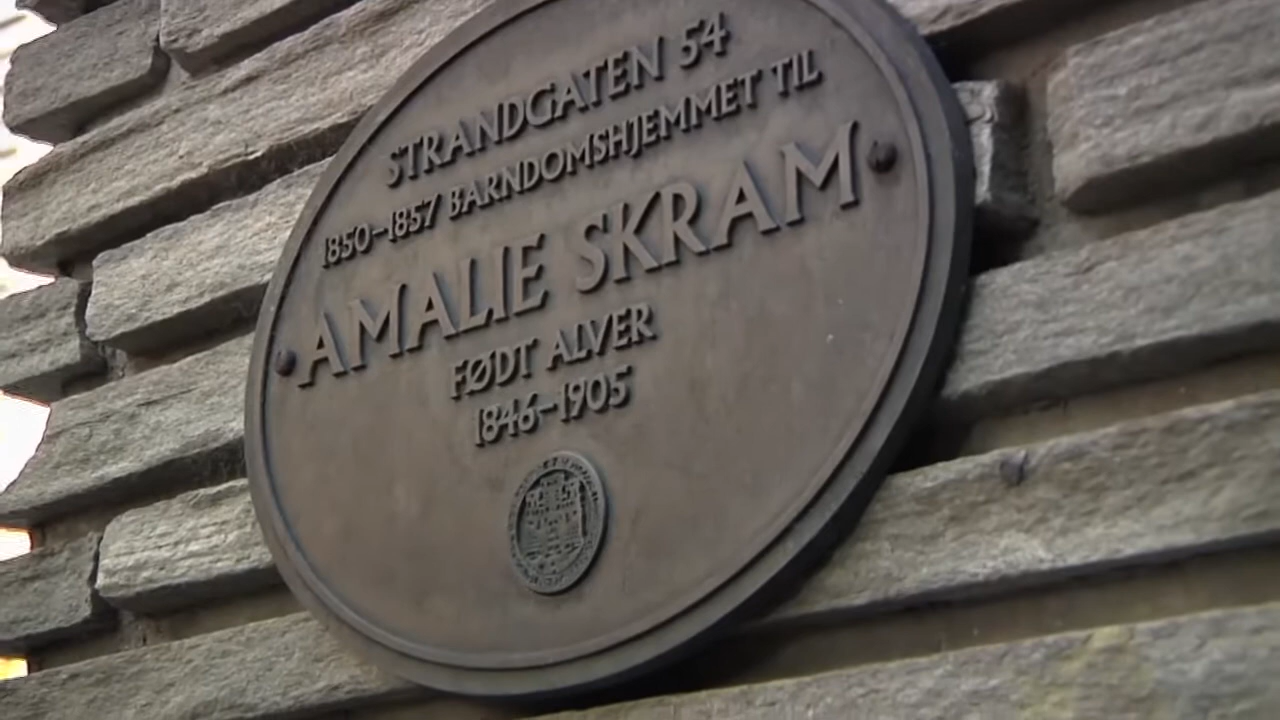 STRANDGATEN 54
1850-1857 BARNDOMSHJEMMET TIL
AMALIE SKRAM
FØDT ALVER
1846-1905